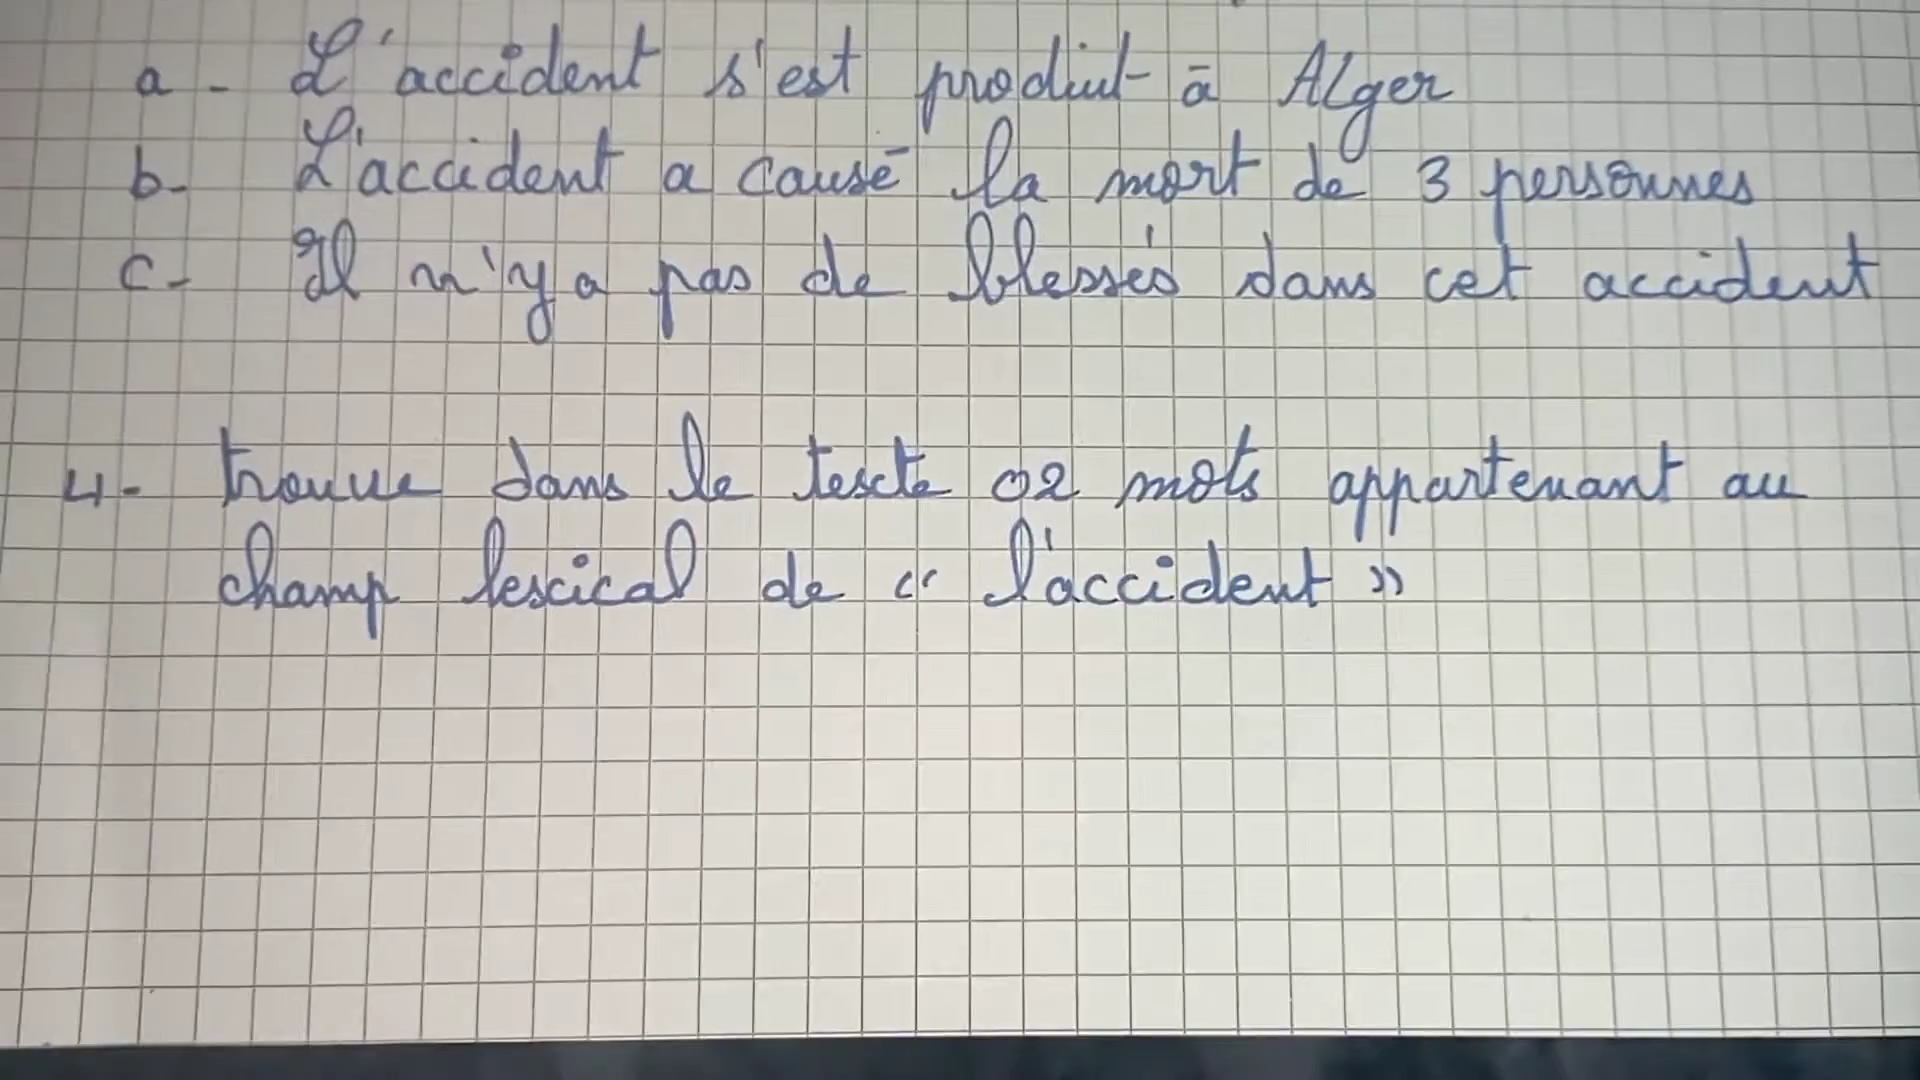 a - L'accident s'est produit à Alger
b- L'accident a causé la mort de 3 personnes
c- Il n'y a pas de blessés dans cet accident
4- trouve dans le texte 02 mots appartenant au
champ lexical de « l'accident »